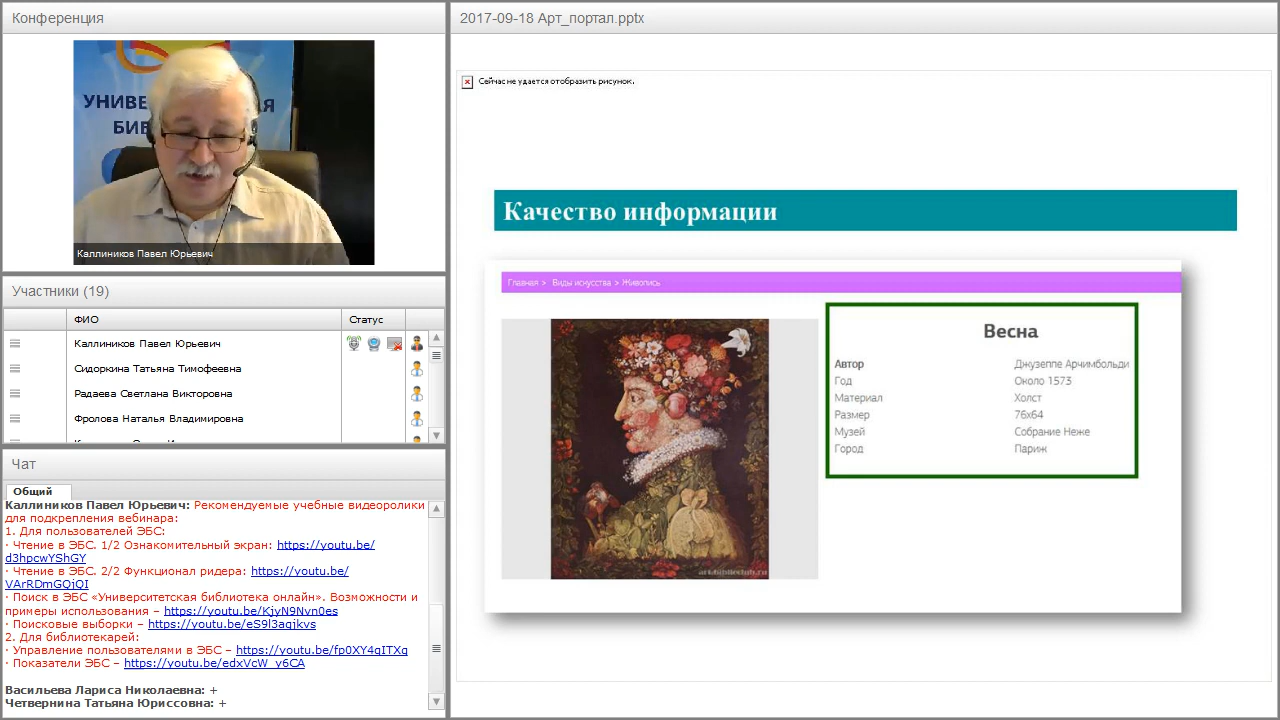 Конференция
УНИВЕ
АЯ
БИБ
Каллиников Павел Юрьевич
Участники (19)
ФИО
Статус
Каллиников Павел Юрьевич
Сидоркина Татьяна Тимофеевна
Радаева Светлана Викторовна
Фролова Наталья Владимировна
Чат
Общий
Каллиников Павел Юрьевич: Рекомендуемые учебные видеоролики
для подкрепления вебинара:
1. Для пользователей ЭБС:
· Чтение в ЭБС. 1/2 Ознакомительный экран: https://youtu.be/
d3hpcwYShGY
· Чтение в ЭБС. 2/2 Функционал ридера: https://youtu.be/
VArRDmGQjQI
· Поиск в ЭБС «Университетская библиотека онлайн». Возможности и
примеры использования – https://youtu.be/KjyN9Nvn0es
· Поисковые выборки – https://youtu.be/eS9l3aqjkvs
2. Для библиотекарей:
· Управление пользователями в ЭБС – https://youtu.be/fp0XY4qITXg
· Показатели ЭБС – https://youtu.be/edxVcW_y6CA
Васильева Лариса Николаевна: +
Четвернина Татьяна Юриссовна: +
2017-09-18 Арт_портал.pptx
Сейчас не удается отобразить рисунок.
Качество информации
Главная > Виды искусства > Живопись
Весна
Автор Джузеппе Арчимбольди
Год Около 1573
Материал Холст
Размер 76x64
Музей Собрание Неже
Город Париж